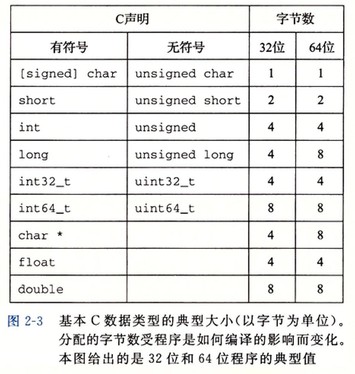 C声明 字节数
有符号 无符号 32位 64位
[signed] char unsigned char 1 1
short unsigned short 2 2
int unsigned 4 4
long unsigned long 4 8
int32_t uint32_t 4 4
int64_t uint64_t 8 8
char * 4 8
float 4 4
double 8 8
图 2-3 基本 C 数据类型的典型大小(以字节为单位)。
分配的字节数受程序是如何编译的影响而变化。
本图给出的是 32 位和 64 位程序的典型值